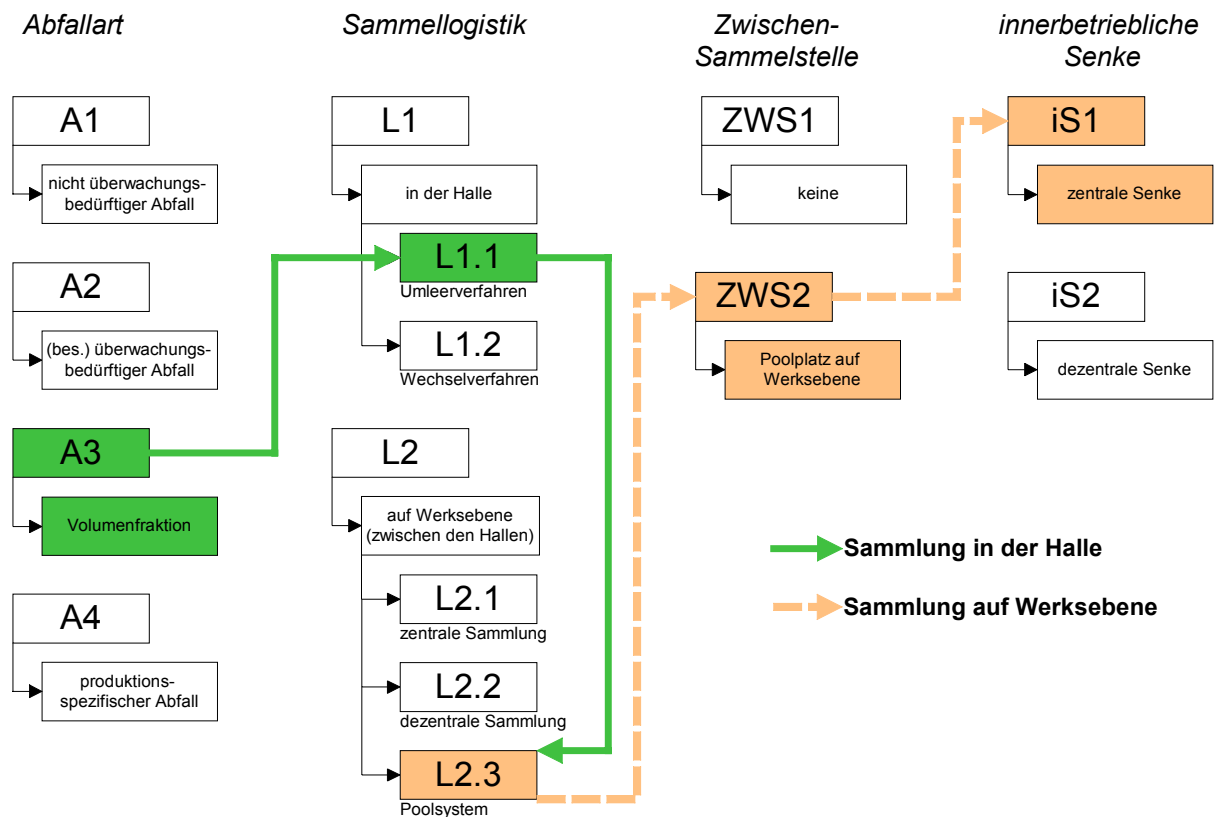 Abfallart
Sammellogistik
Zwischen-
Sammelstelle
innerbetriebliche
Senke
A1
nicht überwachungs-
bedürftiger Abfall
A2
(bes.) überwachungs-
bedürftiger Abfall
A3
Volumenfraktion
A4
produktions-
spezifischer Abfall
L1
in der Halle
L1.1
Umleerverfahren
L1.2
Wechselverfahren
L2
auf Werksebene
(zwischen den Hallen)
L2.1
zentrale Sammlung
L2.2
dezentrale Sammlung
L2.3
Poolsystem
ZWS1
keine
ZWS2
Poolplatz auf
Werksebene
iS1
zentrale Senke
iS2
dezentrale Senke
Sammlung in der Halle
Sammlung auf Werksebene